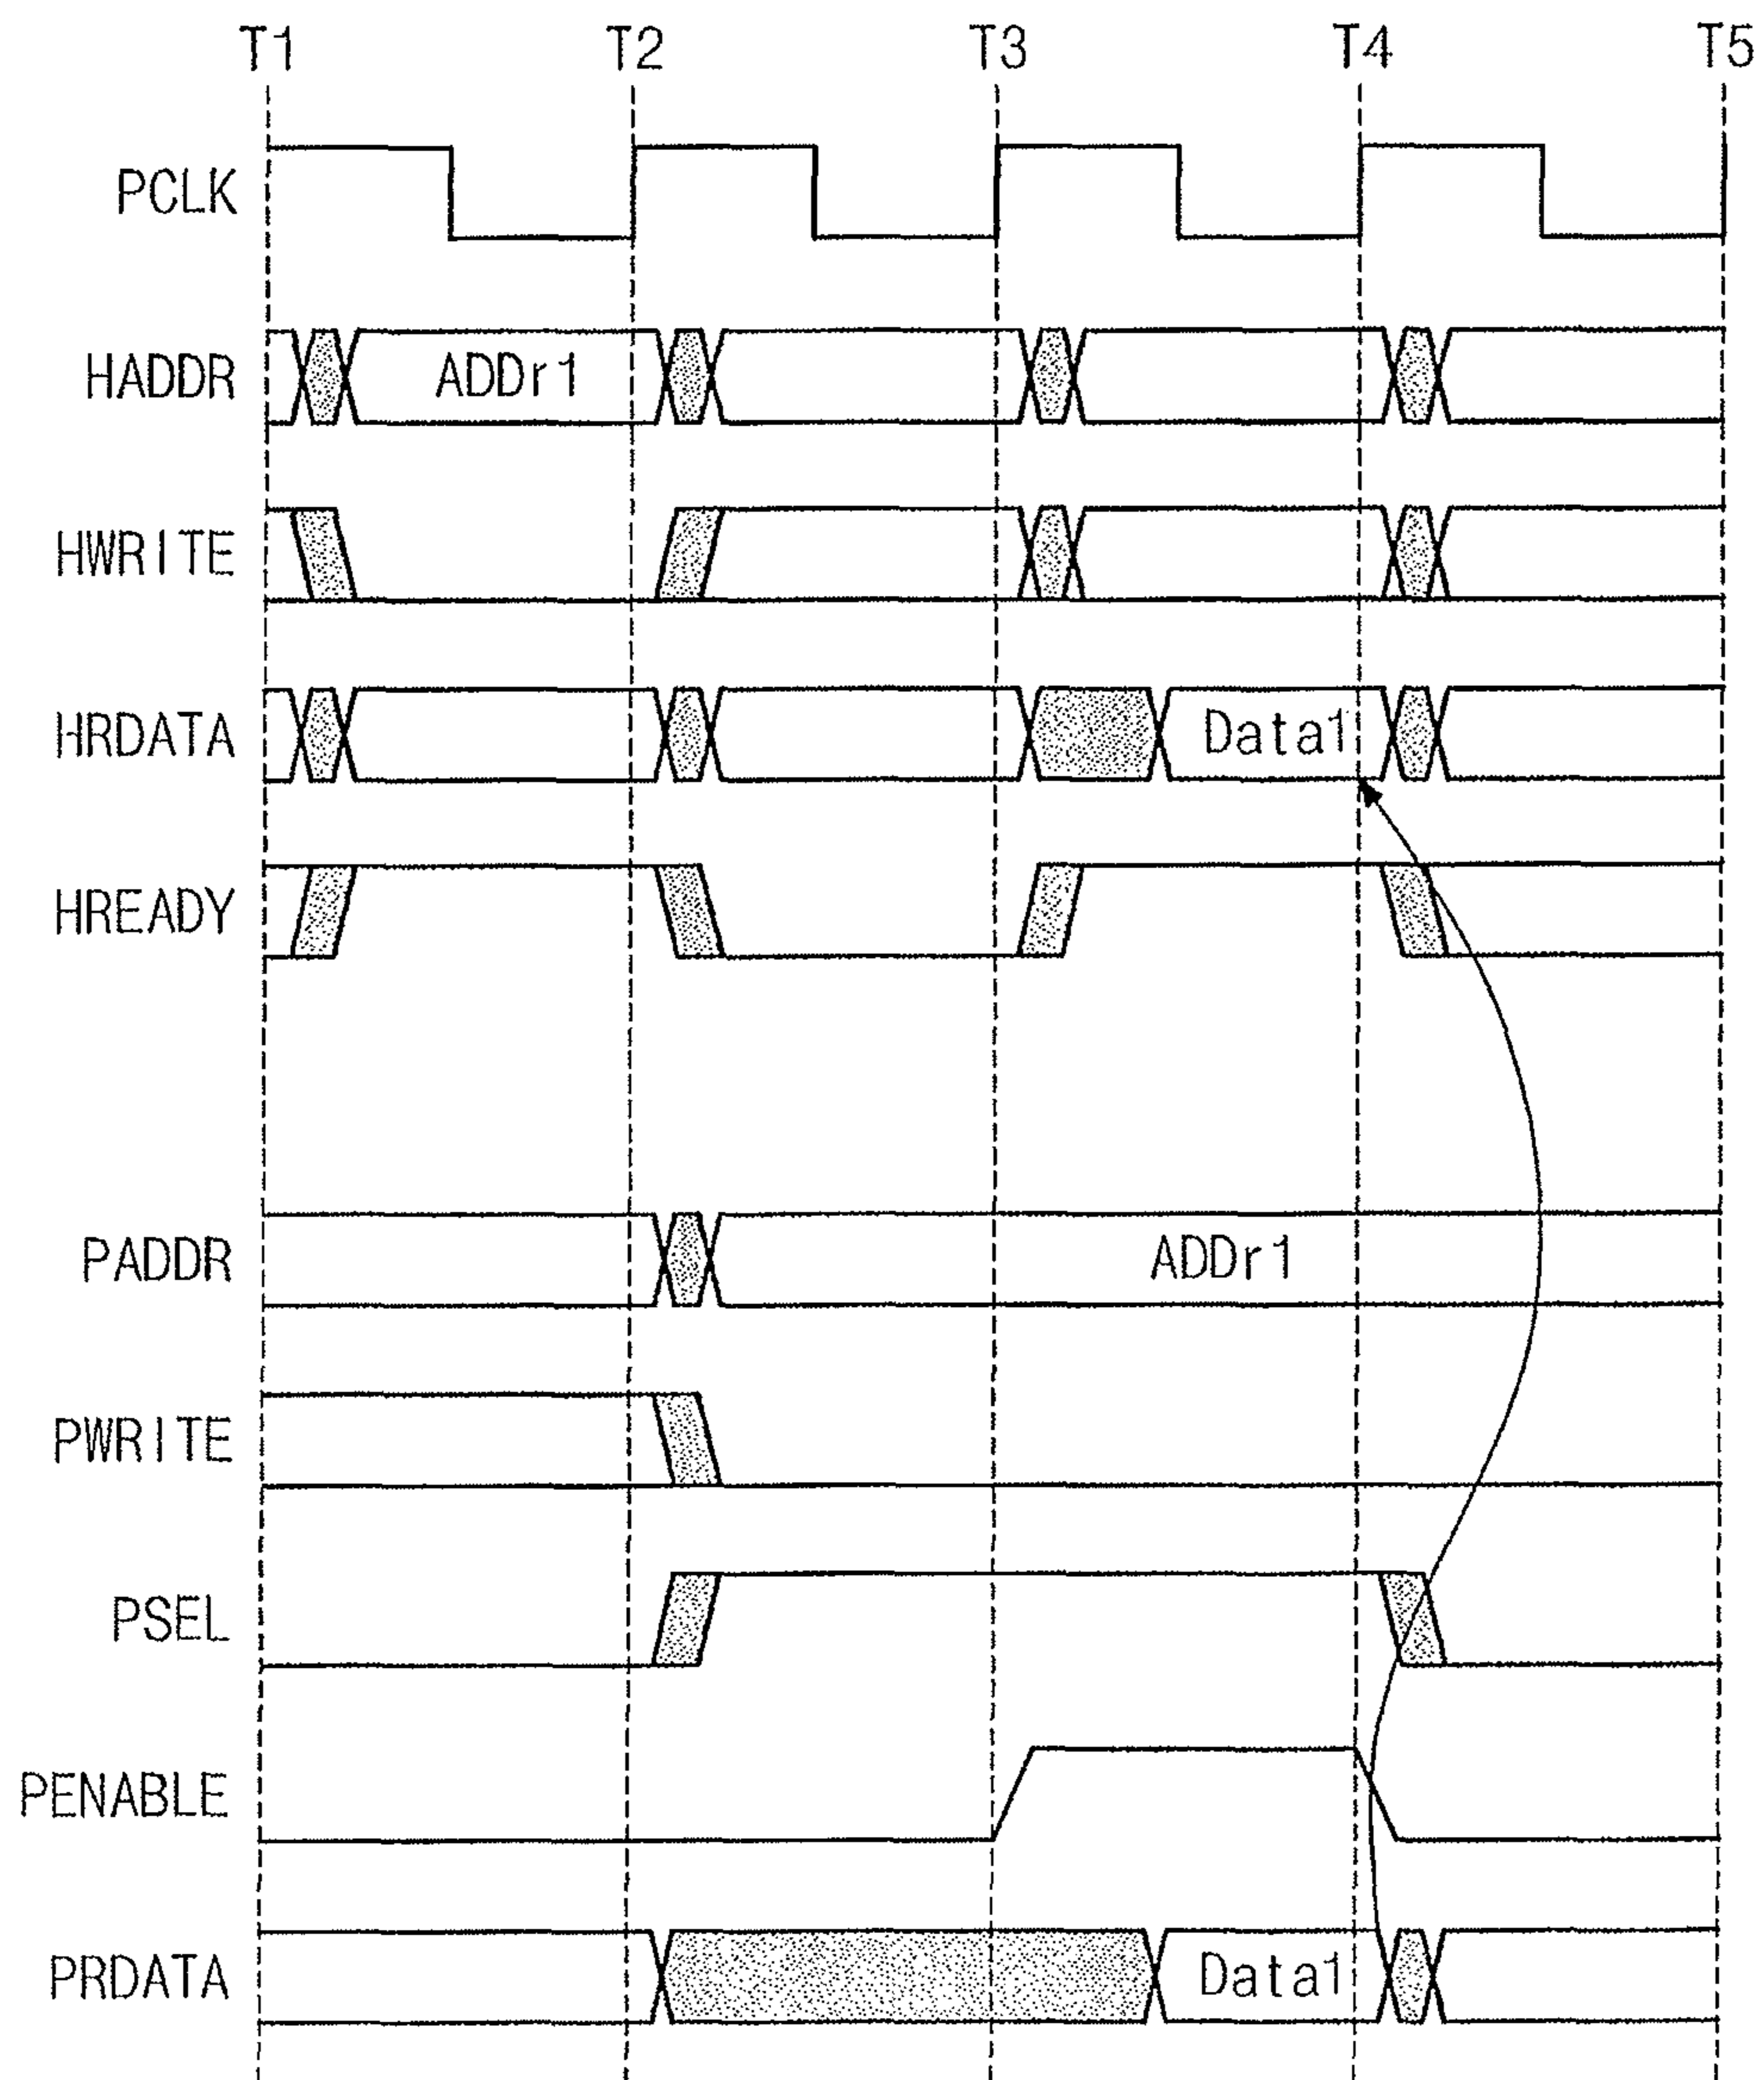 T1 T2 T3 T4 T5
PCLK
HADDR ADDr1
HWRITE
HRDATA Data1
HREADY
PADDR ADDr1
PWRITE
PSEL
PENABLE
PRDATA Data1